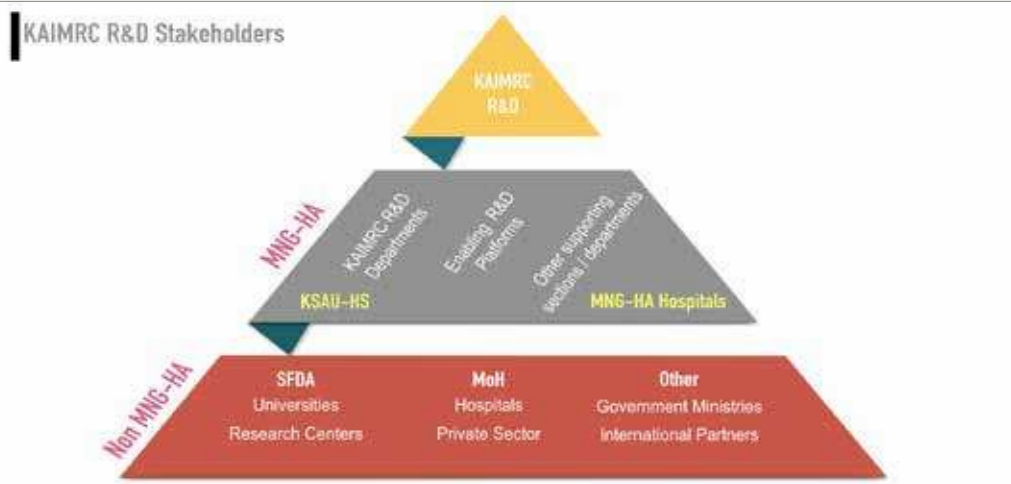 KAIMRC R&D Stakeholders
KAIMRC
R&D
MNG-HA
KAIMRC R&D
Departments
Enabling R&D
Platforms
Other supporting
sections / departments
KSAU-HS
MNG-HA Hospitals
Non MNG-HA
SFDA
Universities
Research Centers
MoH
Hospitals
Private Sector
Other
Government Ministries
International Partners